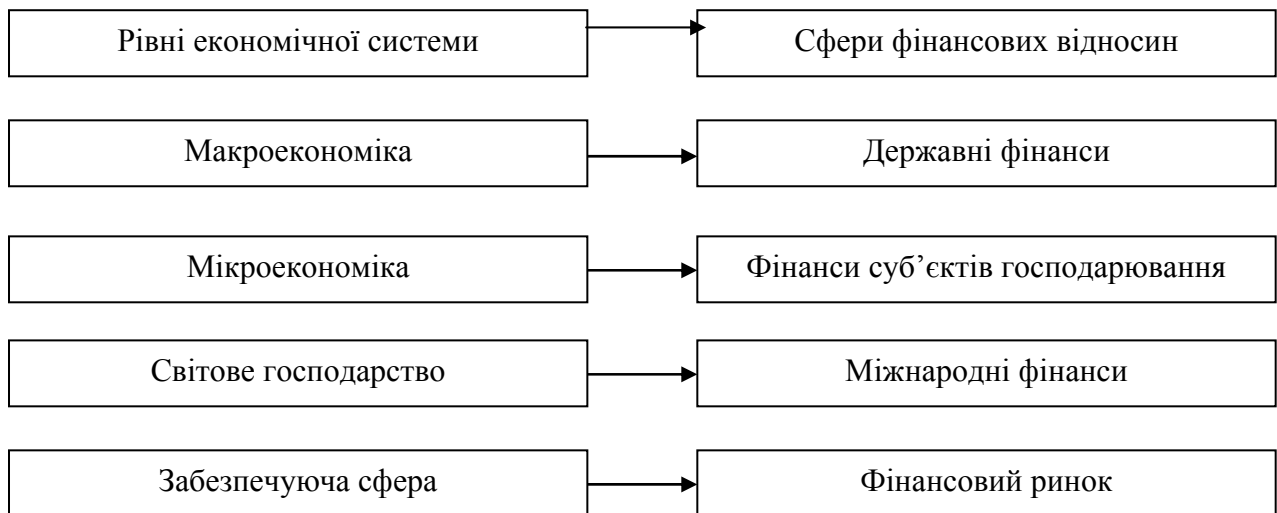 Рівні економічної системи
Сфери фінансових відносин
Макроекономіка
Державні фінанси
Мікроекономіка
Фінанси суб’єктів господарювання
Світове господарство
Міжнародні фінанси
Забезпечуюча сфера
Фінансовий ринок